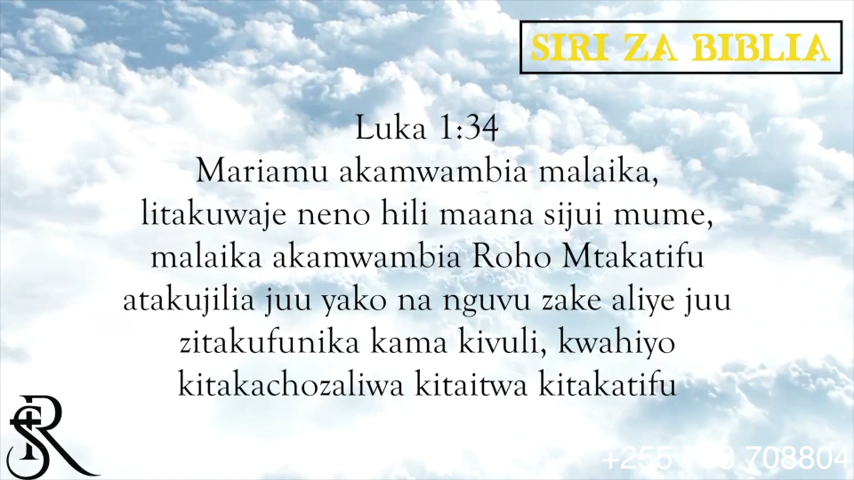 SIRI ZA BIBLIA
Luka 1:34
Mariamu akamwambia malaika,
litakuwaje neno hili maana sijui mume,
malaika akamwambia Roho Mtakatifu
atakujilia juu yako na nguvu zake aliye juu
zitakufunika kama kivuli, kwahiyo
kitakachozaliwa kitaitwa kitakatifu
+255 708804